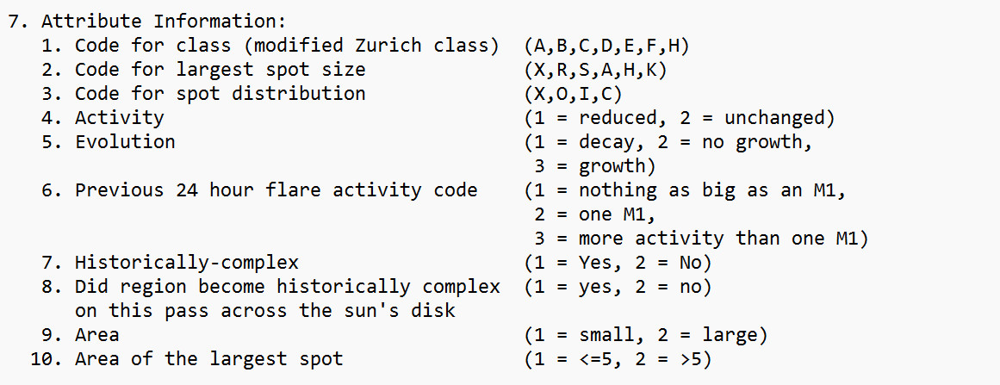 7. Attribute Information:
1. Code for class (modified Zurich class) (A,B,C,D,E,F,H)
2. Code for largest spot size (X,R,S,A,H,K)
3. Code for spot distribution (X,O,I,C)
4. Activity (1 = reduced, 2 = unchanged)
5. Evolution (1 = decay, 2 = no growth,
3 = growth)
6. Previous 24 hour flare activity code (1 = nothing as big as an M1,
2 = one M1,
3 = more activity than one M1)
7. Historically-complex (1 = Yes, 2 = No)
8. Did region become historically complex (1 = yes, 2 = no)
on this pass across the sun's disk
9. Area (1 = small, 2 = large)
10. Area of the largest spot (1 = <=5, 2 = >5)